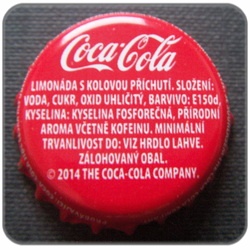 Coca-Cola
LIMONÁDA S KOLOVOU PŘÍCHUTÍ. SLOŽENÍ:
VODA, CUKR, OXID UHLIČITÝ, BARVIVO: E150d,
KYSELINA: KYSELINA FOSFOREČNÁ, PŘÍRODNÍ
AROMA VČETNĚ KOFEINU. MINIMÁLNÍ
TRVANLIVOST DO: VIZ HRDLO LAHVE.
ZÁLOHOVANÝ OBAL.
© 2014 THE COCA-COLA COMPANY.